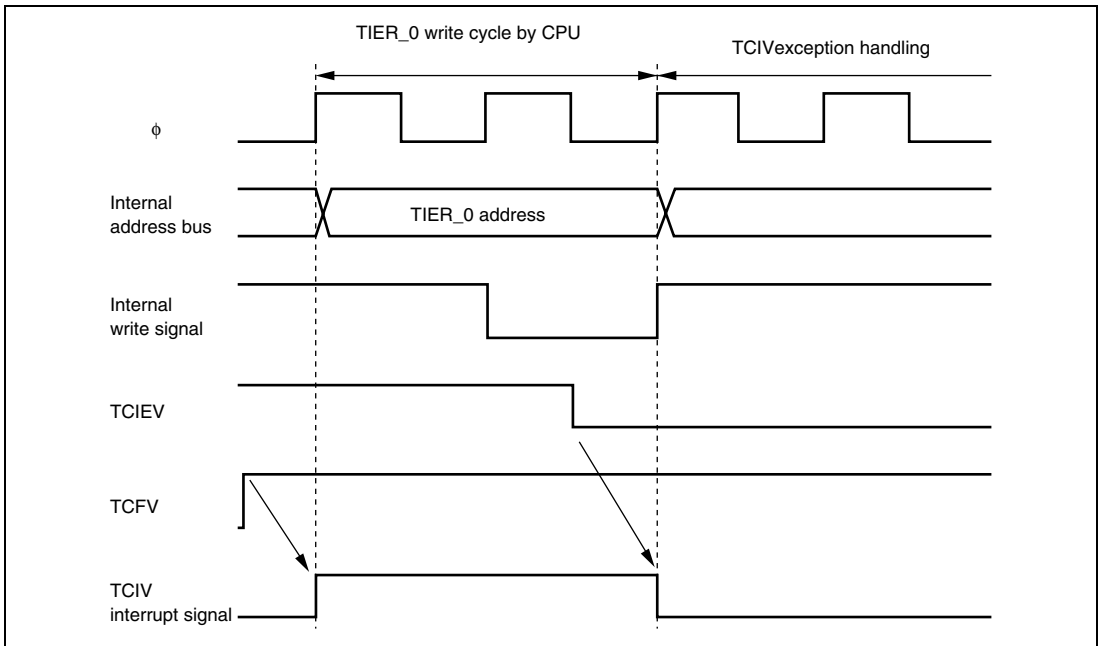 TIER_0 write cycle by CPU
TCIVexception handling
φ
Internal
address bus
TIER_0 address
Internal
write signal
TCIEV
TCFV
TCIV
interrupt signal